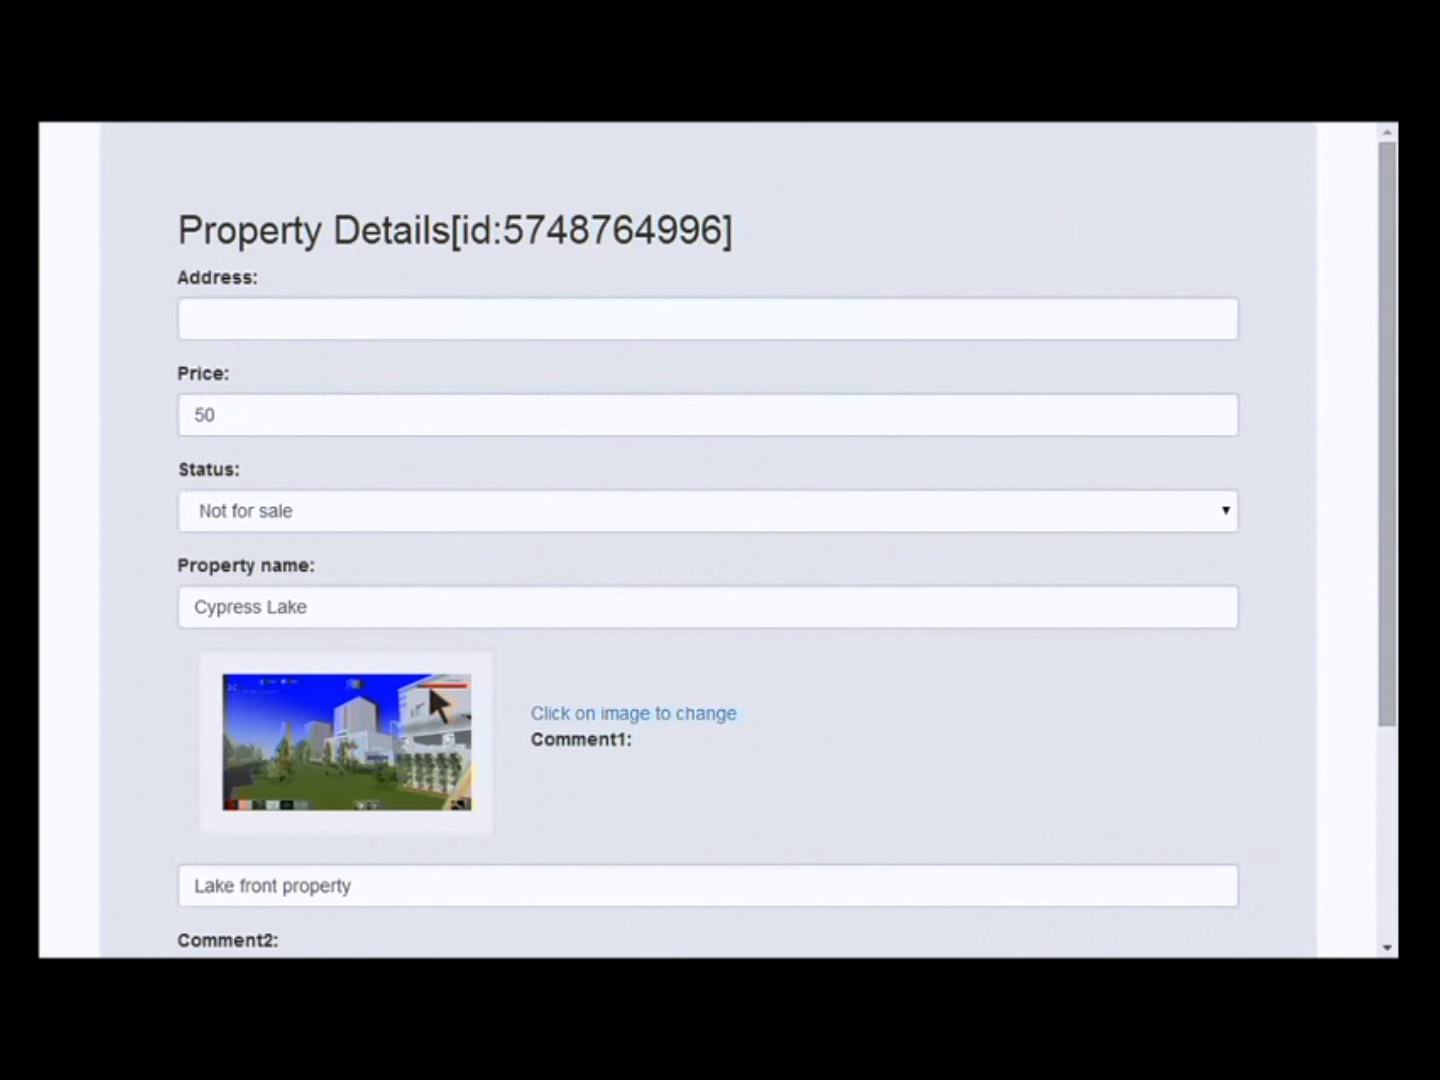 Property Details[id:5748764996]
Address:
Price:
50
Status:
Not for sale
Property name:
Cypress Lake
Click on image to change
Comment1:
Lake front property
Comment2: